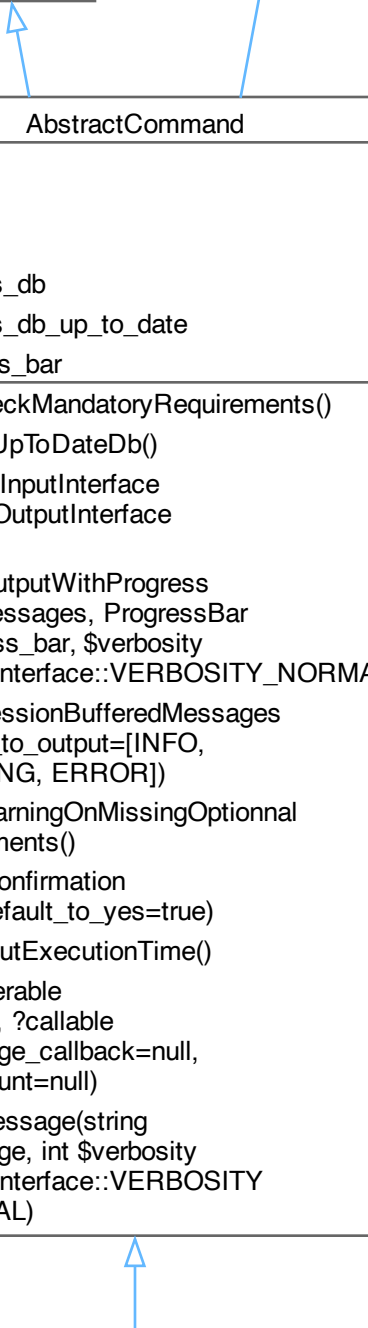 AbstractCommand
s_db
s_db_up_to_date
s_bar
eckMandatoryRequirements()
UpToDateDb()
InputInterface
OutputInterface
utputWithProgress
essages, ProgressBar
ss_bar, $verbosity
nterface::VERBOSITY_NORMA
essionBufferedMessages
_to_output=[INFO,
NG, ERROR])
arningOnMissingOptionnal
ments()
onfirmation
efault_to_yes=true)
utExecutionTime()
erable
, ?callable
ge_callback=null,
unt=null)
essage(string
ge, int $verbosity
nterface::VERBOSITY
AL)